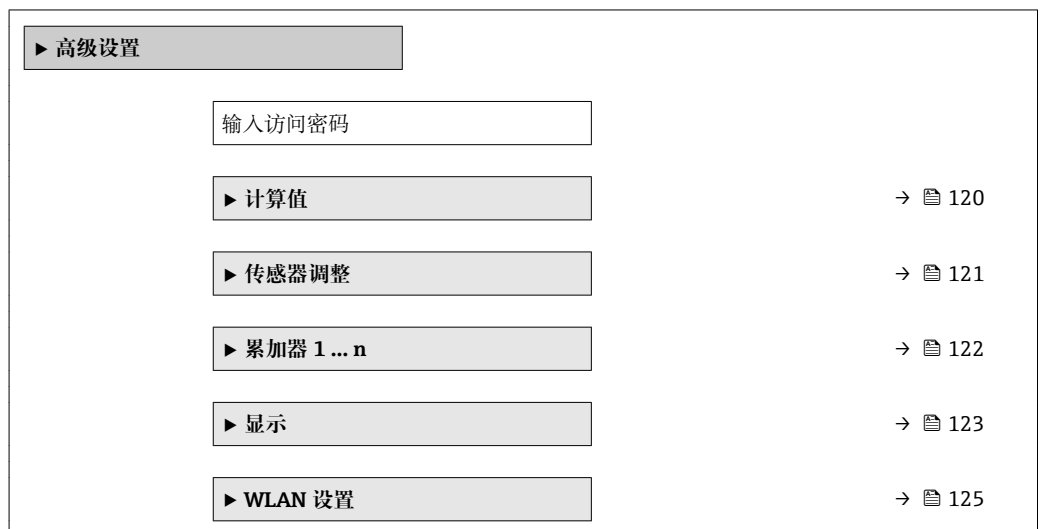 ▶ 高级设置
输入访问密码
▶ 计算值 → 120
▶ 传感器调整 → 121
▶ 累加器 1 ... n → 122
▶ 显示 → 123
▶ WLAN 设置 → 125